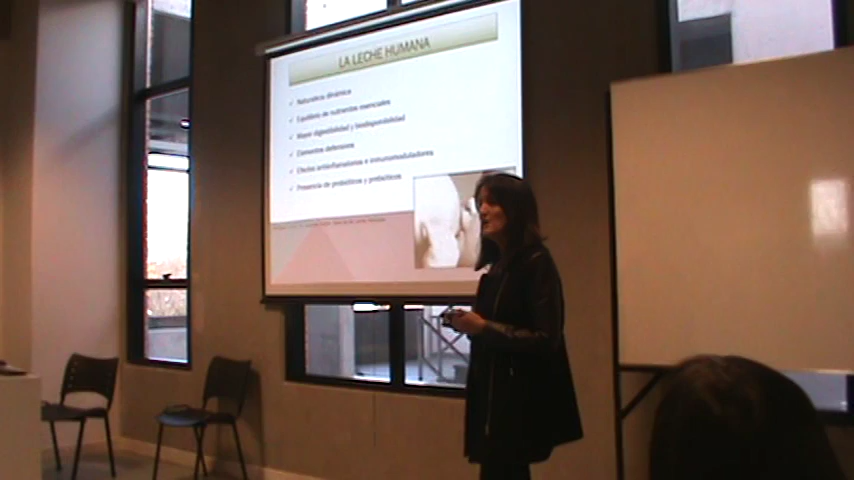 LA LECHE HUMANA
Naturaleza dinámica
Equilibrio de nutrientes esenciales
Mayor digestibilidad y biodisponibilidad
Elementos defensivos
Efectos antiinflamatorios e inmunomoduladores
Presencia de probióticos y prebióticos